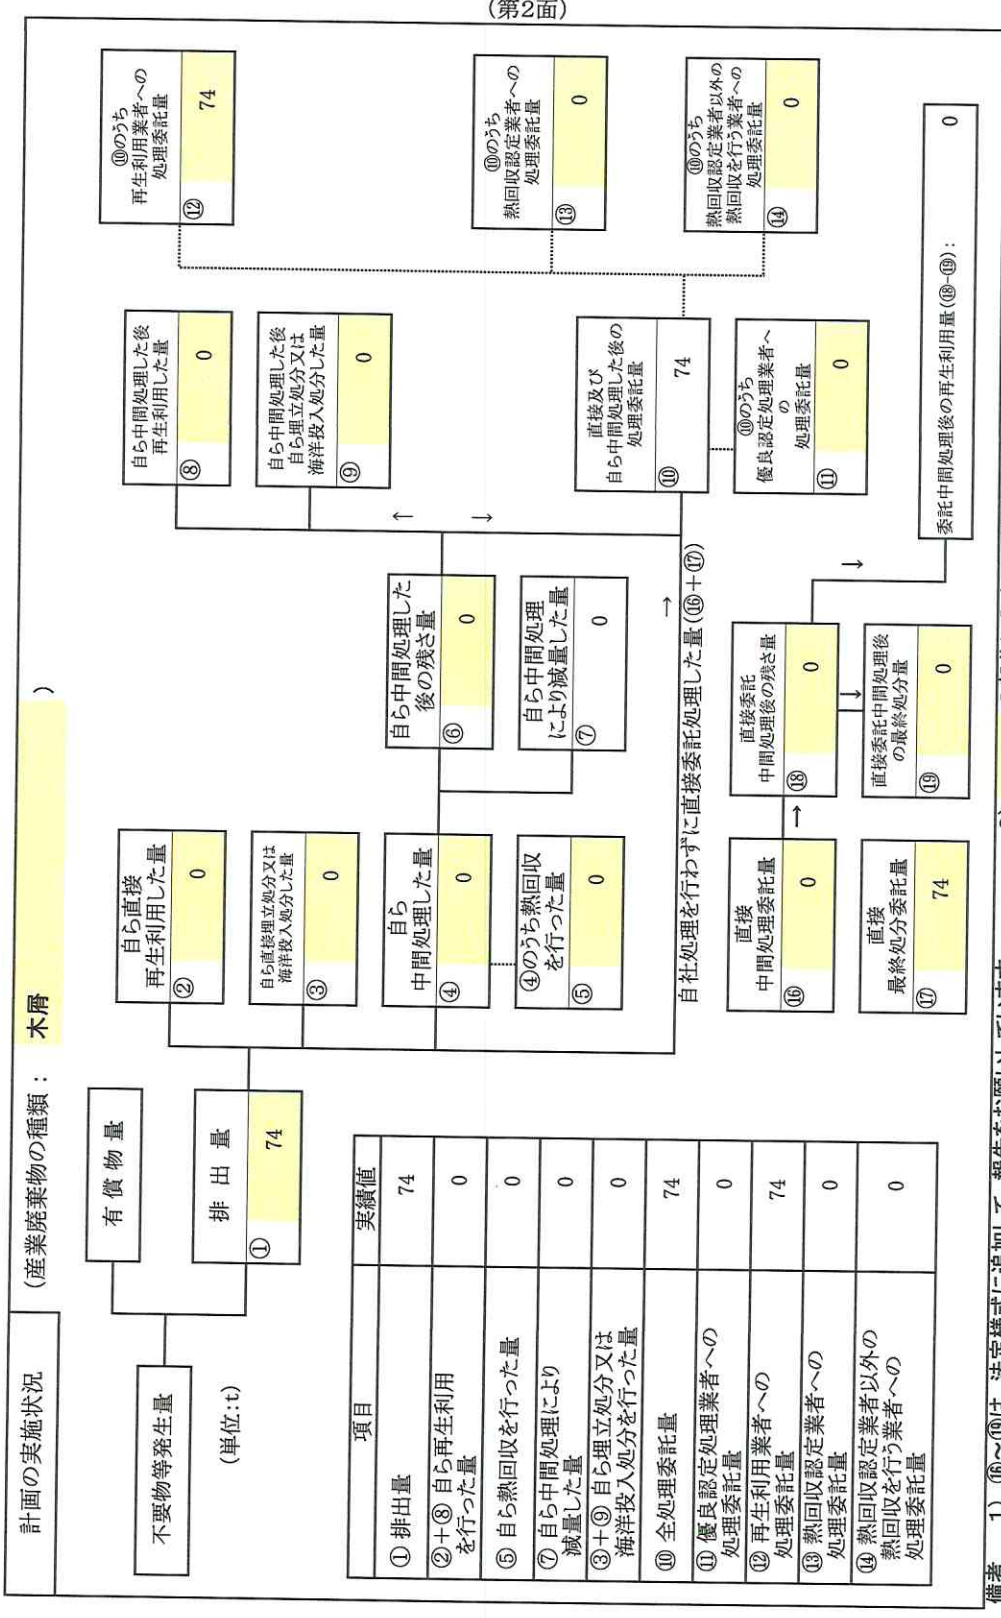 (第2面)
計画の実施状況
(産業廃棄物の種類: 木屑 )
不要物等発生量
(単位:t)
有償物量
排出量
① 74
自ら直接
再生利用した量
② 0
自ら直接埋立処分又は
海洋投入処分した量
③ 0
自ら
中間処理した量
④ 0
④のうち熱回収
を行った量
⑤ 0
自ら中間処理した
後の残さ量
⑥ 0
自ら中間処理
により減量した量
⑦ 0
自ら中間処理した後
再生利用した量
⑧ 0
自ら中間処理した後
自ら埋立処分又は
海洋投入処分した量
⑨ 0
↑
↓
→
直接及び
自ら中間処理した後の
処理委託量
⑩ 74
⑩のうち
優良認定処理業者へ
の
処理委託量
⑪ 0
⑩のうち
再生利用業者への
処理委託量
⑫ 74
⑩のうち
熱回収認定業者への
処理委託量
⑬ 0
⑩のうち
熱回収認定業者以外の
熱回収を行う業者への
処理委託量
⑭ 0
自社処理を行わずに直接委託処理した量(⑯+⑰)
直接
中間処理委託量
⑯ 0
→
直接
最終処分委託量
⑰ 74
直接委託
中間処理後の残さ量
⑱ 0
↓
直接委託中間処理後
の最終処分量
⑲ 0
↓
委託中間処理後の再生利用量(⑱-⑲): 0
項目 実績値
①排出量 74
②+⑧ 自ら再生利用
を行った量 0
⑤ 自ら熱回収を行った量 0
⑦ 自ら中間処理により
減量した量 0
③+⑨ 自ら埋立処分又は
海洋投入処分を行った量 0
⑩ 全処理委託量 74
⑪ 優良認定処理業者への
処理委託量 0
⑫ 再生利用業者への
処理委託量 74
⑬ 熱回収認定業者への
処理委託量 0
⑭ 熱回収認定業者以外の
熱回収を行う業者への
処理委託量 0
備考 1) ⑯~⑲は、法定様式に追加して、報告をお願いしています。